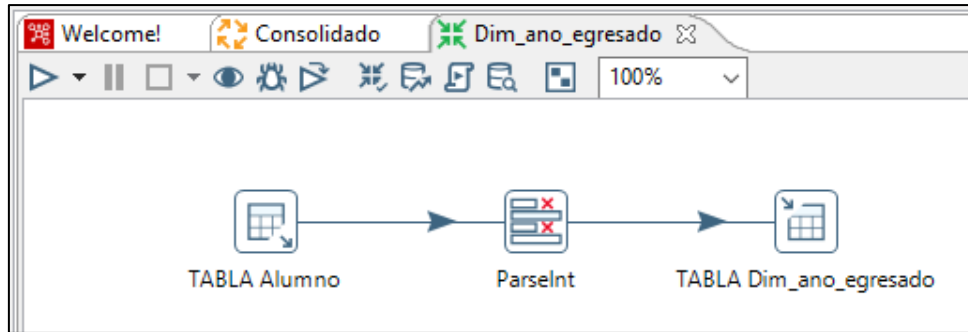 Welcome!
Consolidado
Dim_ano_egresado
100%
TABLA Alumno
ParseInt
TABLA Dim_ano_egresado